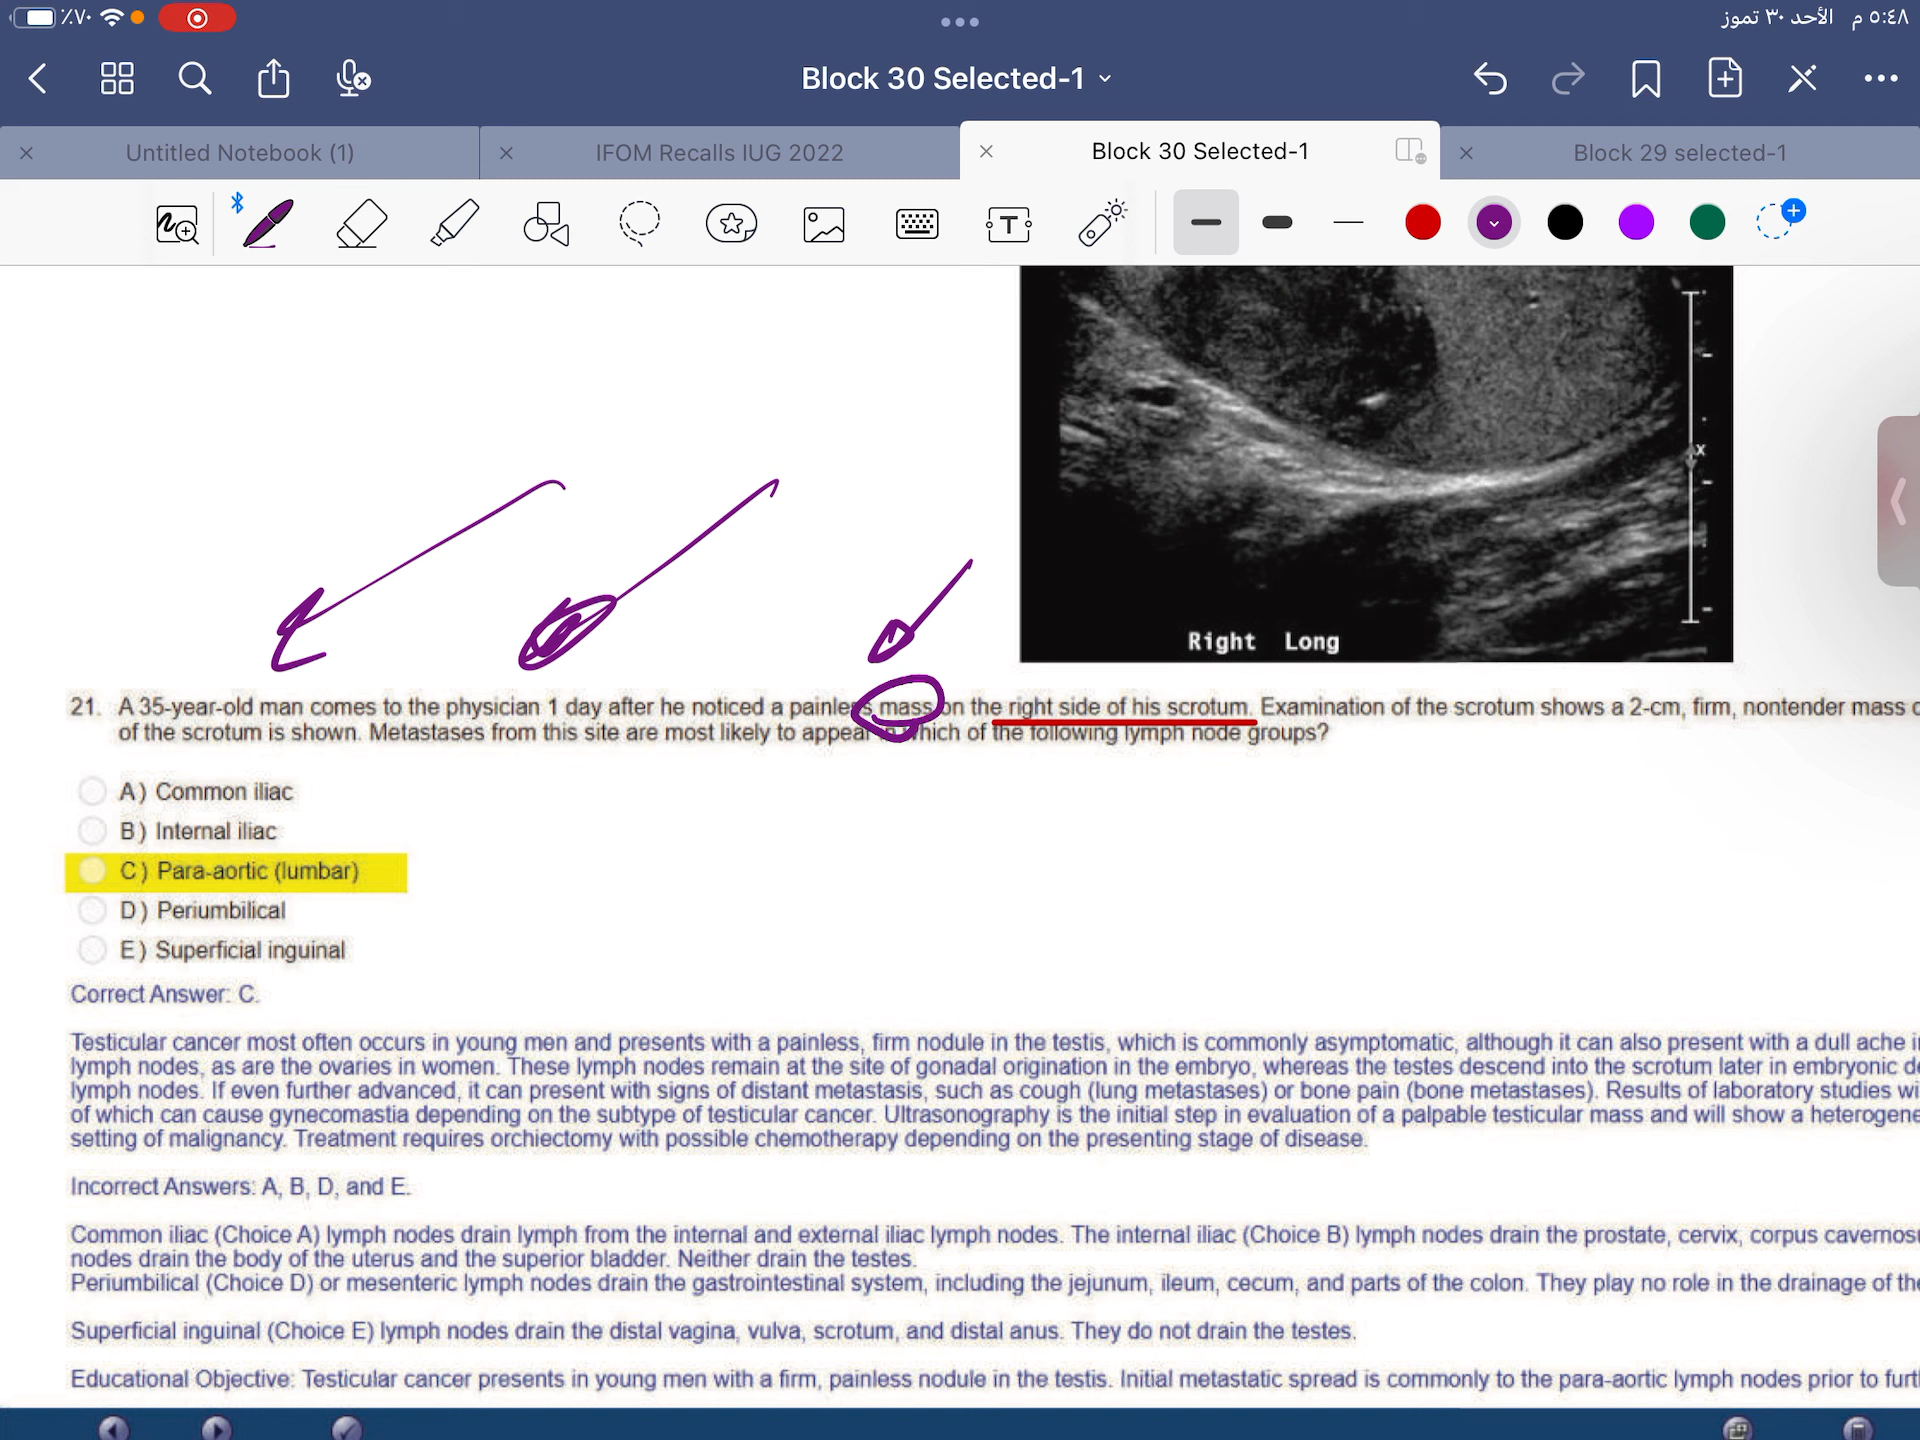 ٪٧٠
٥:٤٨ م الأحد ٣٠ تموز
Block 30 Selected-1
Untitled Notebook (1)
IFOM Recalls IUG 2022
Block 30 Selected-1
Block 29 selected-1
T
x
Right Long
21. A 35-year-old man comes to the physician 1 day after he noticed a painless mass on the right side of his scrotum. Examination of the scrotum shows a 2-cm, firm, nontender mass
of the scrotum is shown. Metastases from this site are most likely to appear in which of the following lymph node groups?
A) Common iliac
B) Internal iliac
C) Para-aortic (lumbar)
D) Periumbilical
E) Superficial inguinal
Correct Answer: C.
Testicular cancer most often occurs in young men and presents with a painless, firm nodule in the testis, which is commonly asymptomatic, although it can also present with a dull ache
lymph nodes, as are the ovaries in women. These lymph nodes remain at the site of gonadal origination in the embryo, whereas the testes descend into the scrotum later in embryonic
lymph nodes. If even further advanced, it can present with signs of distant metastasis, such as cough (lung metastases) or bone pain (bone metastases). Results of laboratory studies
of which can cause gynecomastia depending on the subtype of testicular cancer. Ultrasonography is the initial step in evaluation of a palpable testicular mass and will show a
setting of malignancy. Treatment requires orchiectomy with possible chemotherapy depending on the presenting stage of disease.
Incorrect Answers: A, B, D, and E.
Common iliac (Choice A) lymph nodes drain lymph from the internal and external iliac lymph nodes. The internal iliac (Choice B) lymph nodes drain the prostate, cervix, corpus
nodes drain the body of the uterus and the superior bladder. Neither drain the testes.
Periumbilical (Choice D) or mesenteric lymph nodes drain the gastrointestinal system, including the jejunum, ileum, cecum, and parts of the colon. They play no role in the drainage of
Superficial inguinal (Choice E) lymph nodes drain the distal vagina, vulva, scrotum, and distal anus. They do not drain the testes.
Educational Objective: Testicular cancer presents in young men with a firm, painless nodule in the testis. Initial metastatic spread is commonly to the para-aortic lymph nodes prior to